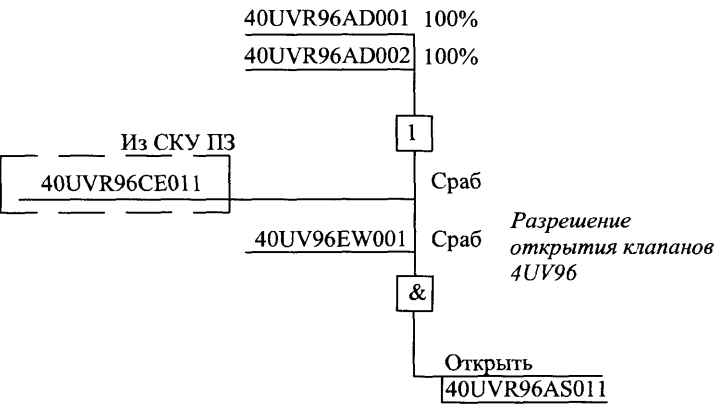 40UVR96AD001 100%
40UVR96AD002 100%
1
Из СКУ ПЗ
40UVR96CE011
Сраб
40UV96EW001 Сраб
Разрешение
открытия клапанов
4UV96
&
Открыть
40UVR96AS011